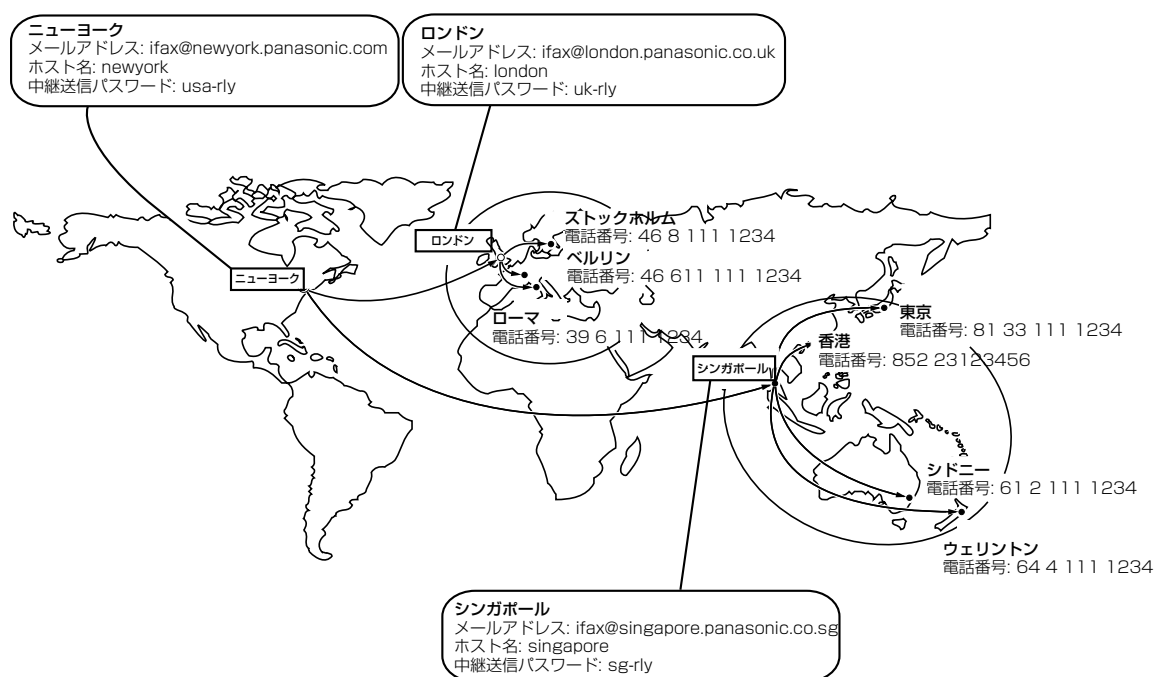 ニューヨーク
メールアドレス: ifax@newyork.panasonic.com
ホスト名: newyork
中継送信パスワード: usa-rly
ロンドン
メールアドレス: ifax@london.panasonic.co.uk
ホスト名: london
中継送信パスワード: uk-rly
ズトックホルム
電話番号: 46 8 111 1234
ロンドン
ベルリン
電話番号: 46 611 111 1234
ニューヨーク
ローマ
電話番号: 39 6 111 1234
東京
電話番号: 81 33 111 1234
香港
電話番号: 852 23123456
シンガポール
シドニー
電話番号: 61 2 111 1234
ウェリントン
電話番号: 64 4 111 1234
シンガポール
メールアドレス: ifax@singapore.panasonic.co.sg
ホスト名: singapore
中継送信パスワード: sg-rly